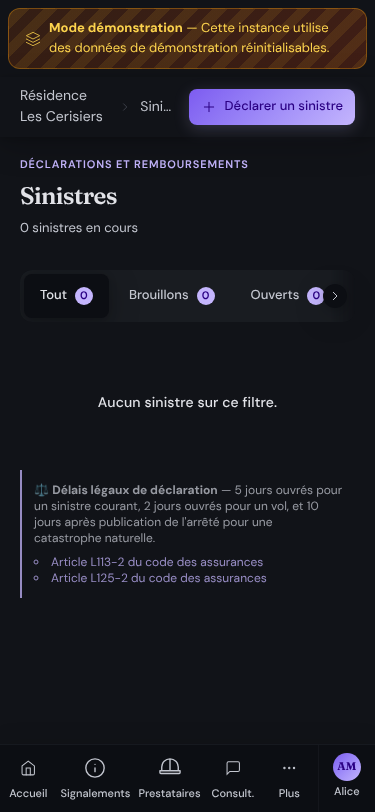 Mode démonstration — Cette instance utilise
des données de démonstration réinitialisables.
Résidence
Les Cerisiers
Sini...
Déclarer un sinistre
DÉCLARATIONS ET REMBOURSEMENTS
Sinistres
0 sinistres en cours
Tout 0
Brouillons 0
Ouverts 0
Aucun sinistre sur ce filtre.
⚖️ Délais légaux de déclaration — 5 jours ouvrés pour
un sinistre courant, 2 jours ouvrés pour un vol, et 10
jours après publication de l'arrêté pour une
catastrophe naturelle.
Article L113-2 du code des assurances
Article L125-2 du code des assurances
Accueil
Signalements
Prestataires
Consult.
Plus
AM
Alice